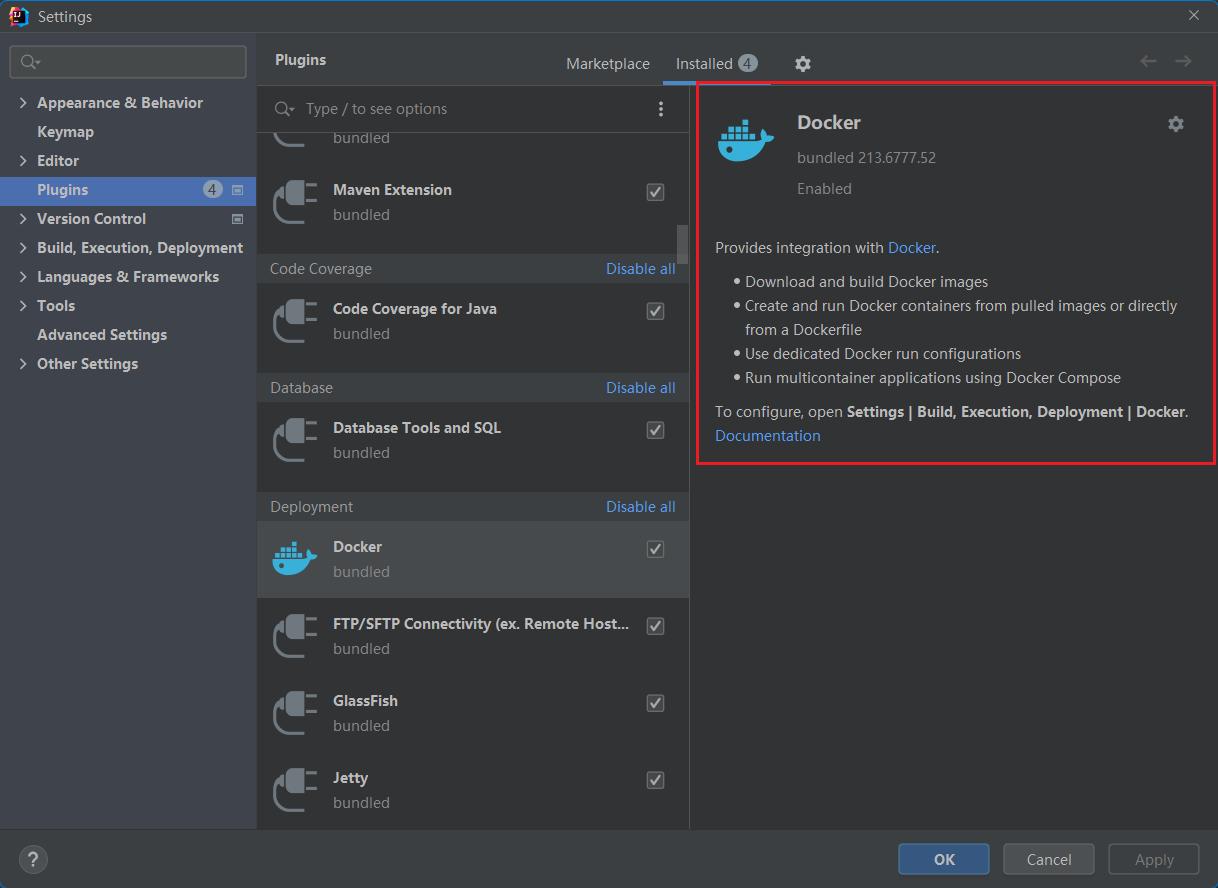 Settings
Appearance & Behavior
Keymap
Editor
Plugins 4
Version Control
Build, Execution, Deployment
Languages & Frameworks
Tools
Advanced Settings
Other Settings
Plugins
Marketplace
Installed 4
Type / to see options
bundled
Maven Extension
bundled
Code Coverage Disable all
Code Coverage for Java
bundled
Database Disable all
Database Tools and SQL
bundled
Deployment Disable all
Docker
bundled
FTP/SFTP Connectivity (ex. Remote Host...
bundled
GlassFish
bundled
Jetty
bundled
Docker
bundled 213.6777.52
Enabled
Provides integration with Docker.
• Download and build Docker images
• Create and run Docker containers from pulled images or directly
from a Dockerfile
• Use dedicated Docker run configurations
• Run multicontainer applications using Docker Compose
To configure, open Settings | Build, Execution, Deployment | Docker.
Documentation
?
OK
Cancel
Apply